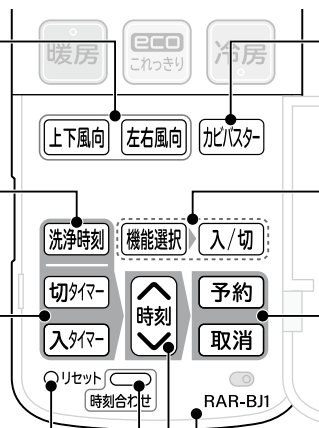 暖房
eco
これっきり
冷房
上下風向
左右風向
カビバスター
洗浄時刻
機能選択
入/切
切タイマー
時刻
予約
入タイマー
取消
リセット
時刻合わせ
RAR-BJ1